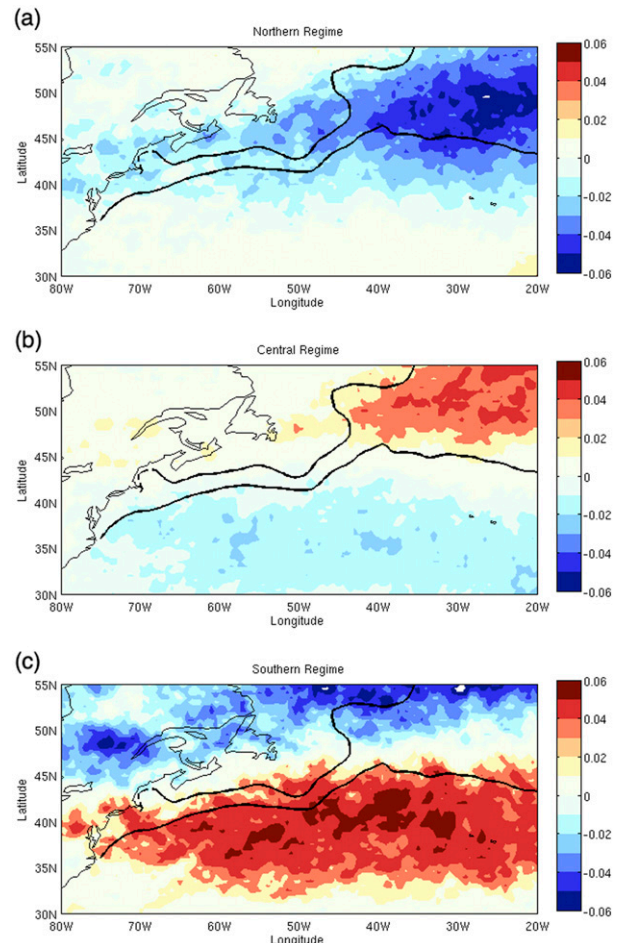 (a)
Northern Regime
55N
50N
45N
40N
35N
30N
Latitude
80W 70W 60W 50W 40W 30W 20W
Longitude
0.06
0.04
0.02
0
-0.02
-0.04
-0.06
(b)
Central Regime
55N
50N
45N
40N
35N
30N
Latitude
80W 70W 60W 50W 40W 30W 20W
Longitude
0.06
0.04
0.02
0
-0.02
-0.04
-0.06
(c)
Southern Regime
55N
50N
45N
40N
35N
30N
Latitude
80W 70W 60W 50W 40W 30W 20W
Longitude
0.06
0.04
0.02
0
-0.02
-0.04
-0.06